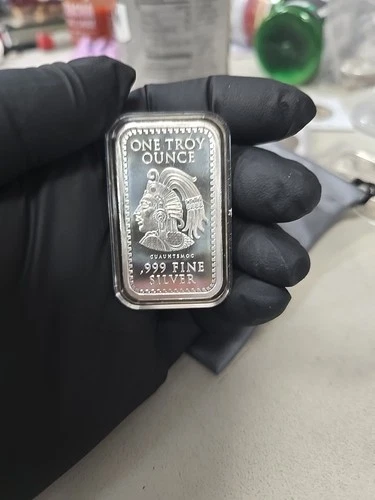 ONE TROY
OUNCE
CUAUHTEMOC
.999 FINE
SILVER